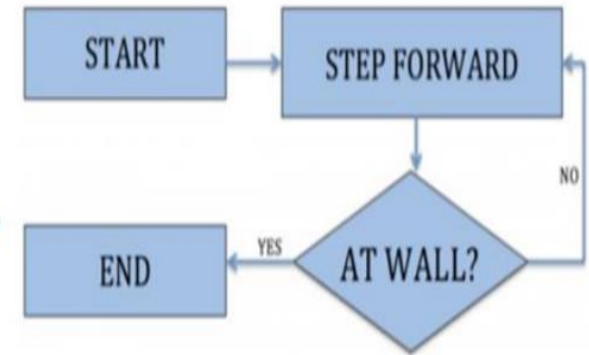 START
STEP FORWARD
NO
YES
AT WALL?
END